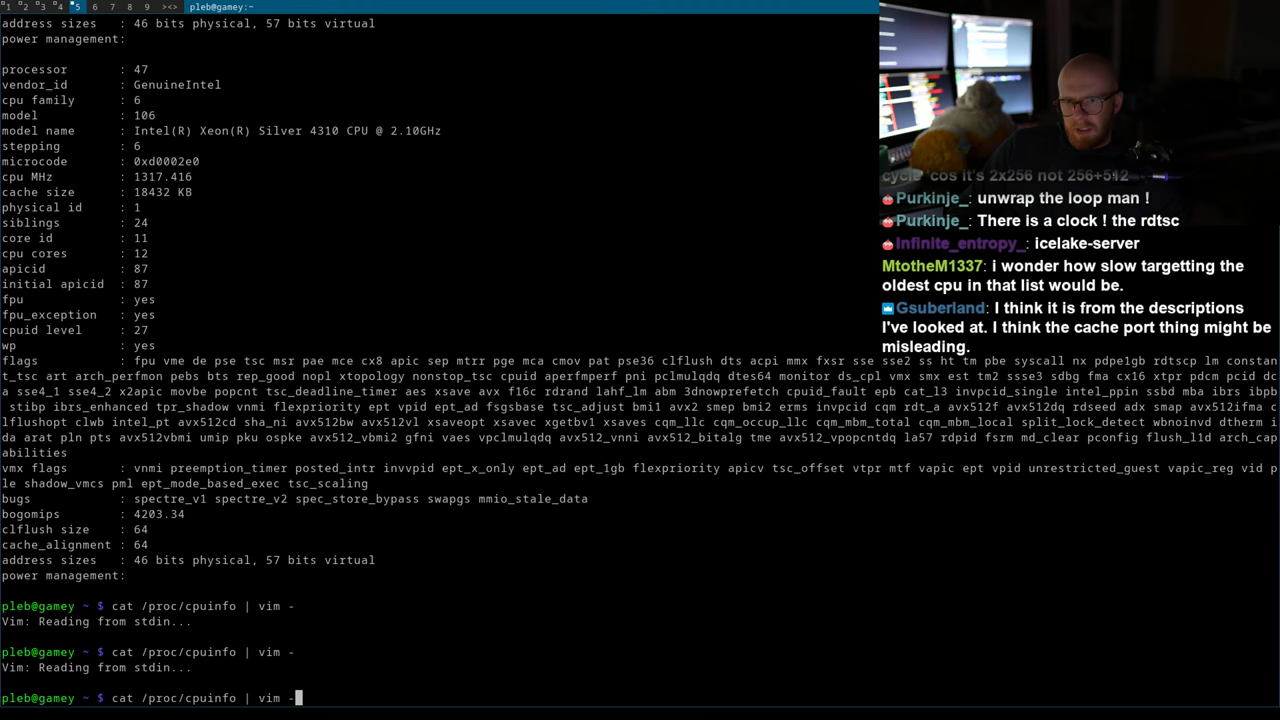 1 2 3 4 5 6 7 8 9 ><> pleb@gamey:~
address sizes : 46 bits physical, 57 bits virtual
power management:
processor : 47
vendor_id : GenuineIntel
cpu family : 6
model : 106
model name : Intel(R) Xeon(R) Silver 4310 CPU @ 2.10GHz
stepping : 6
microcode : 0xd0002e0
cpu MHz : 1317.416
cache size : 18432 KB
physical id : 1
siblings : 24
core id : 11
cpu cores : 12
apicid : 87
initial apicid : 87
fpu : yes
fpu_exception : yes
cpuid level : 27
wp : yes
flags : fpu vme de pse tsc msr pae mce cx8 apic sep mtrr pge mca cmov pat pse36 clflush dts acpi mmx fxsr sse sse2 ss ht tm pbe syscall nx pdpe1gb rdtscp lm constan
t_tsc art arch_perfmon pebs bts rep_good nopl xtopology nonstop_tsc cpuid aperfmperf pni pclmulqdq dtes64 monitor ds_cpl vmx smx est tm2 ssse3 sdbg fma cx16 xtpr pdcm pcid dc
a sse4_1 sse4_2 x2apic movbe popcnt tsc_deadline_timer aes xsave avx f16c rdrand lahf_lm abm 3dnowprefetch cpuid_fault epb cat_l3 invpcid_single intel_ppin ssbd mba ibrs ibpb
stibp ibrs_enhanced tpr_shadow vnmi flexpriority ept vpid ept_ad fsgsbase tsc_adjust bmi1 avx2 smep bmi2 erms invpcid cqm rdt_a avx512f avx512dq rdseed adx smap avx512ifma c
lflushopt clwb intel_pt avx512cd sha_ni avx512bw avx512vl xsaveopt xsavec xgetbv1 xsaves cqm_llc cqm_occup_llc cqm_mbm_total cqm_mbm_local split_lock_detect wbnoinvd dtherm i
da arat pln pts avx512vbmi umip pku ospke avx512_vbmi2 gfni vaes vpclmulqdq avx512_vnni avx512_bitalg tme avx512_vpopcntdq la57 rdpid fsrm md_clear pconfig flush_l1d arch_cap
abilities
vmx flags : vnmi preemption_timer posted_intr invvpid ept_x_only ept_ad ept_1gb flexpriority apicv tsc_offset vtpr mtf vapic ept vpid unrestricted_guest vapic_reg vid p
le shadow_vmcs pml ept_mode_based_exec tsc_scaling
bugs : spectre_v1 spectre_v2 spec_store_bypass swapgs mmio_stale_data
bogomips : 4203.34
clflush size : 64
cache_alignment : 64
address sizes : 46 bits physical, 57 bits virtual
power management:
pleb@gamey ~ $ cat /proc/cpuinfo | vim -
Vim: Reading from stdin...
pleb@gamey ~ $ cat /proc/cpuinfo | vim -
Vim: Reading from stdin...
pleb@gamey ~ $ cat /proc/cpuinfo | vim -
cycle 'cos it's 2x256 not 256+512
Purkinje_: unwrap the loop man !
Purkinje_: There is a clock ! the rdtsc
Infinite_entropy_: icelake-server
MtotheM1337: i wonder how slow targetting the
oldest cpu in that list would be.
Gsuberland: I think it is from the descriptions
I've looked at. I think the cache port thing might be
misleading.